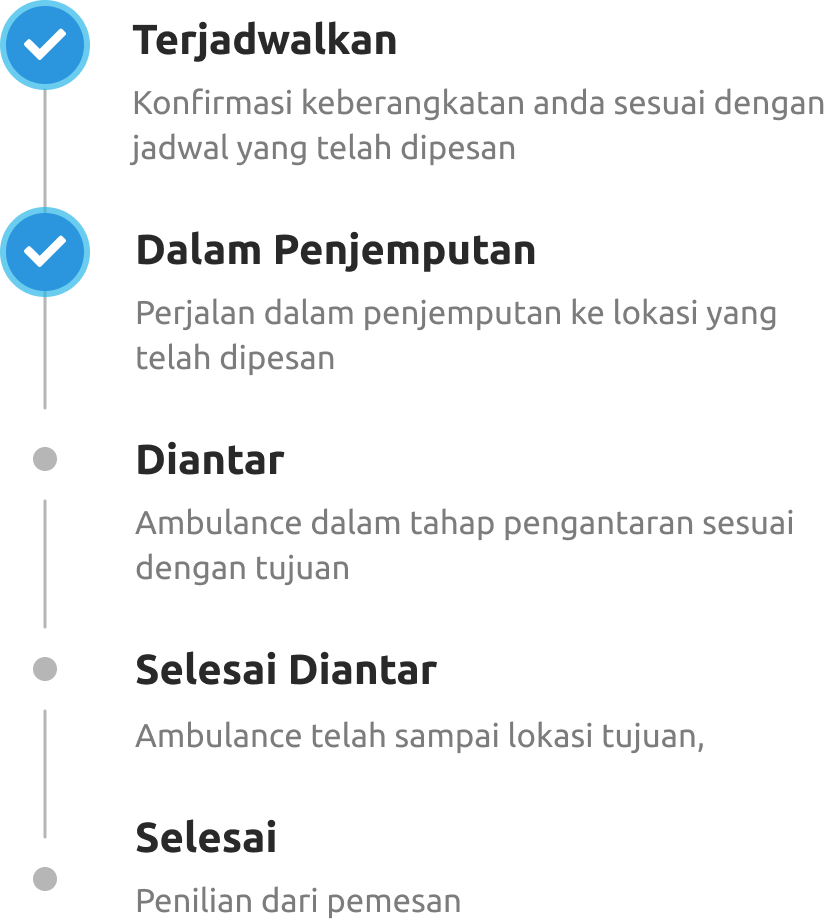 Terjadwalkan
Konfirmasi keberangkatan anda sesuai dengan
jadwal yang telah dipesan
Dalam Penjemputan
Perjalan dalam penjemputan ke lokasi yang
telah dipesan
Diantar
Ambulance dalam tahap pengantaran sesuai
dengan tujuan
Selesai Diantar
Ambulance telah sampai lokasi tujuan,
Selesai
Penilian dari pemesan